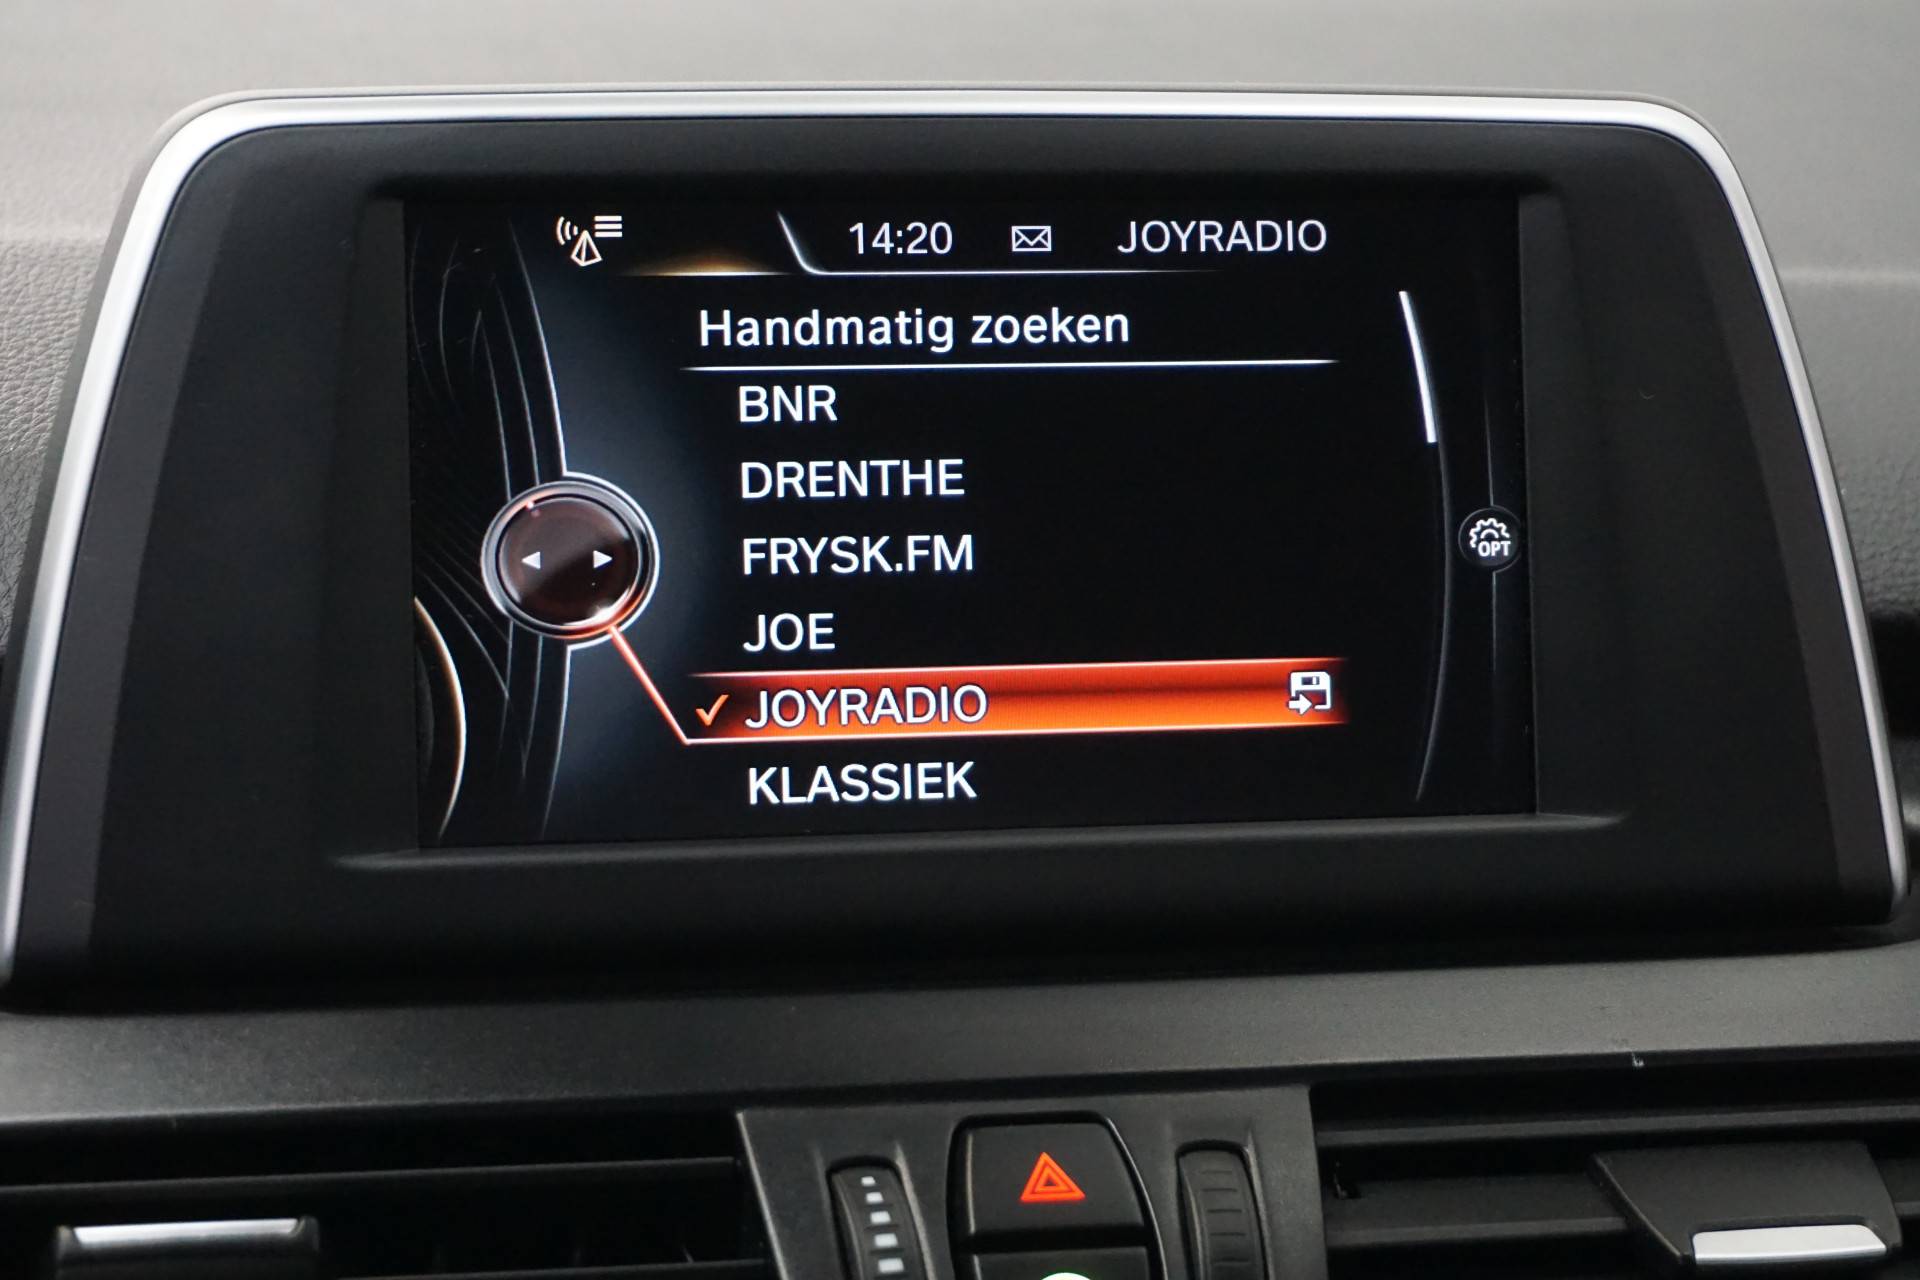 14:20 JOYRADIO
Handmatig zoeken
BNR
DRENTHE
FRYSK.FM
JOE
JOYRADIO
KLASSIEK
OPT